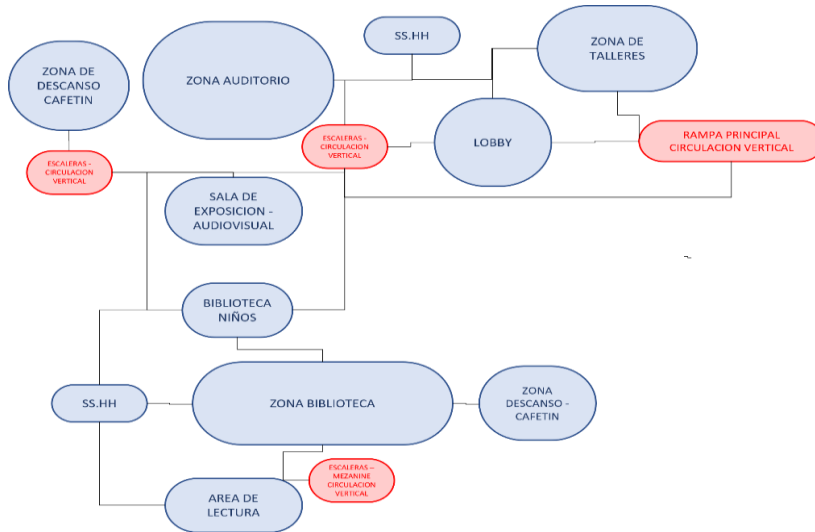 SS.HH
ZONA DE
TALLERES
ZONA DE
DESCANSO
CAFETIN
ZONA AUDITORIO
ESCALERAS -
CIRCULACION
VERTICAL
LOBBY
RAMPA PRINCIPAL
CIRCULACION VERTICAL
ESCALERAS –
CIRCULACION
VERTICAL
SALA DE
EXPOSICION -
AUDIOVISUAL
BIBLIOTECA
NIÑOS
SS.HH
ZONA BIBLIOTECA
ZONA
DESCANSO -
CAFETIN
ESCALERAS –
MEZANINE
CIRCULACION
VERTICAL
AREA DE
LECTURA